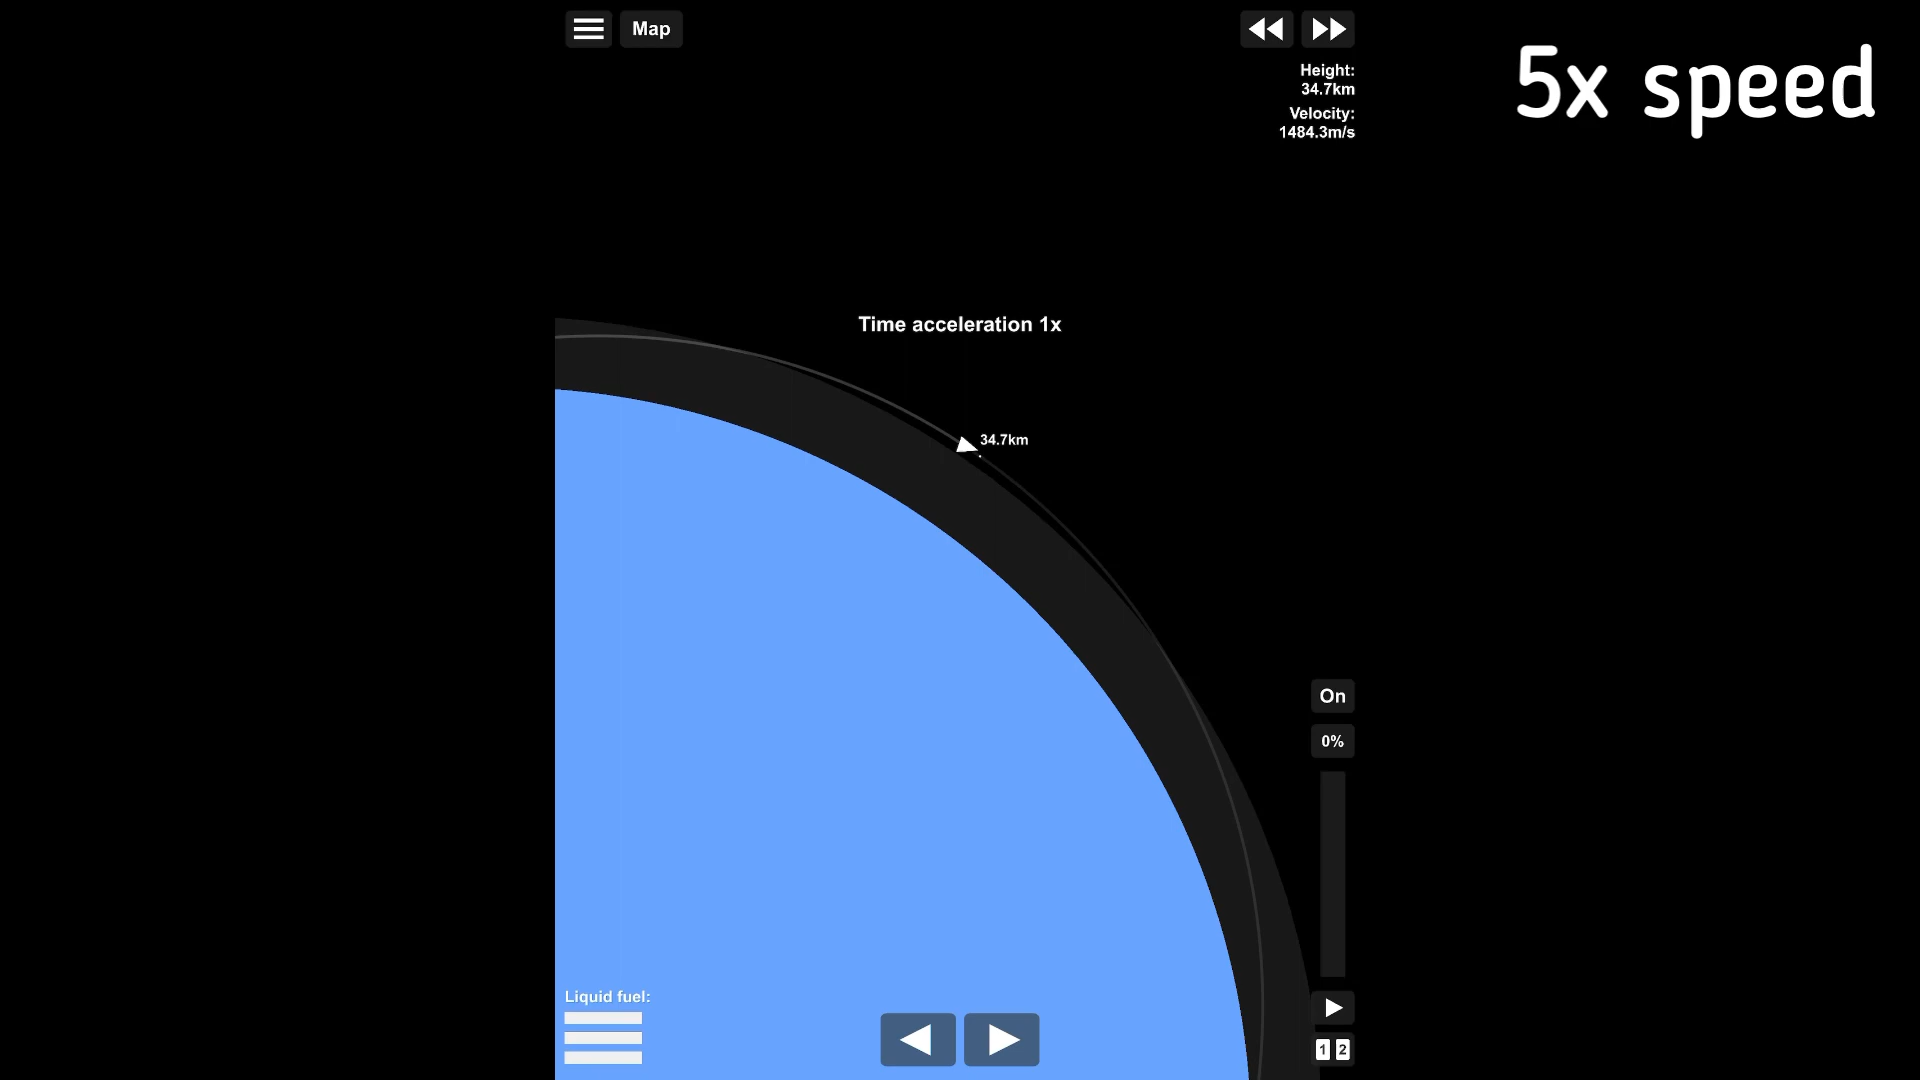 Map
5x speed
Height:
34.7km
Velocity:
1484.3m/s
Time acceleration 1x
34.7km
On
0%
Liquid fuel:
1 2